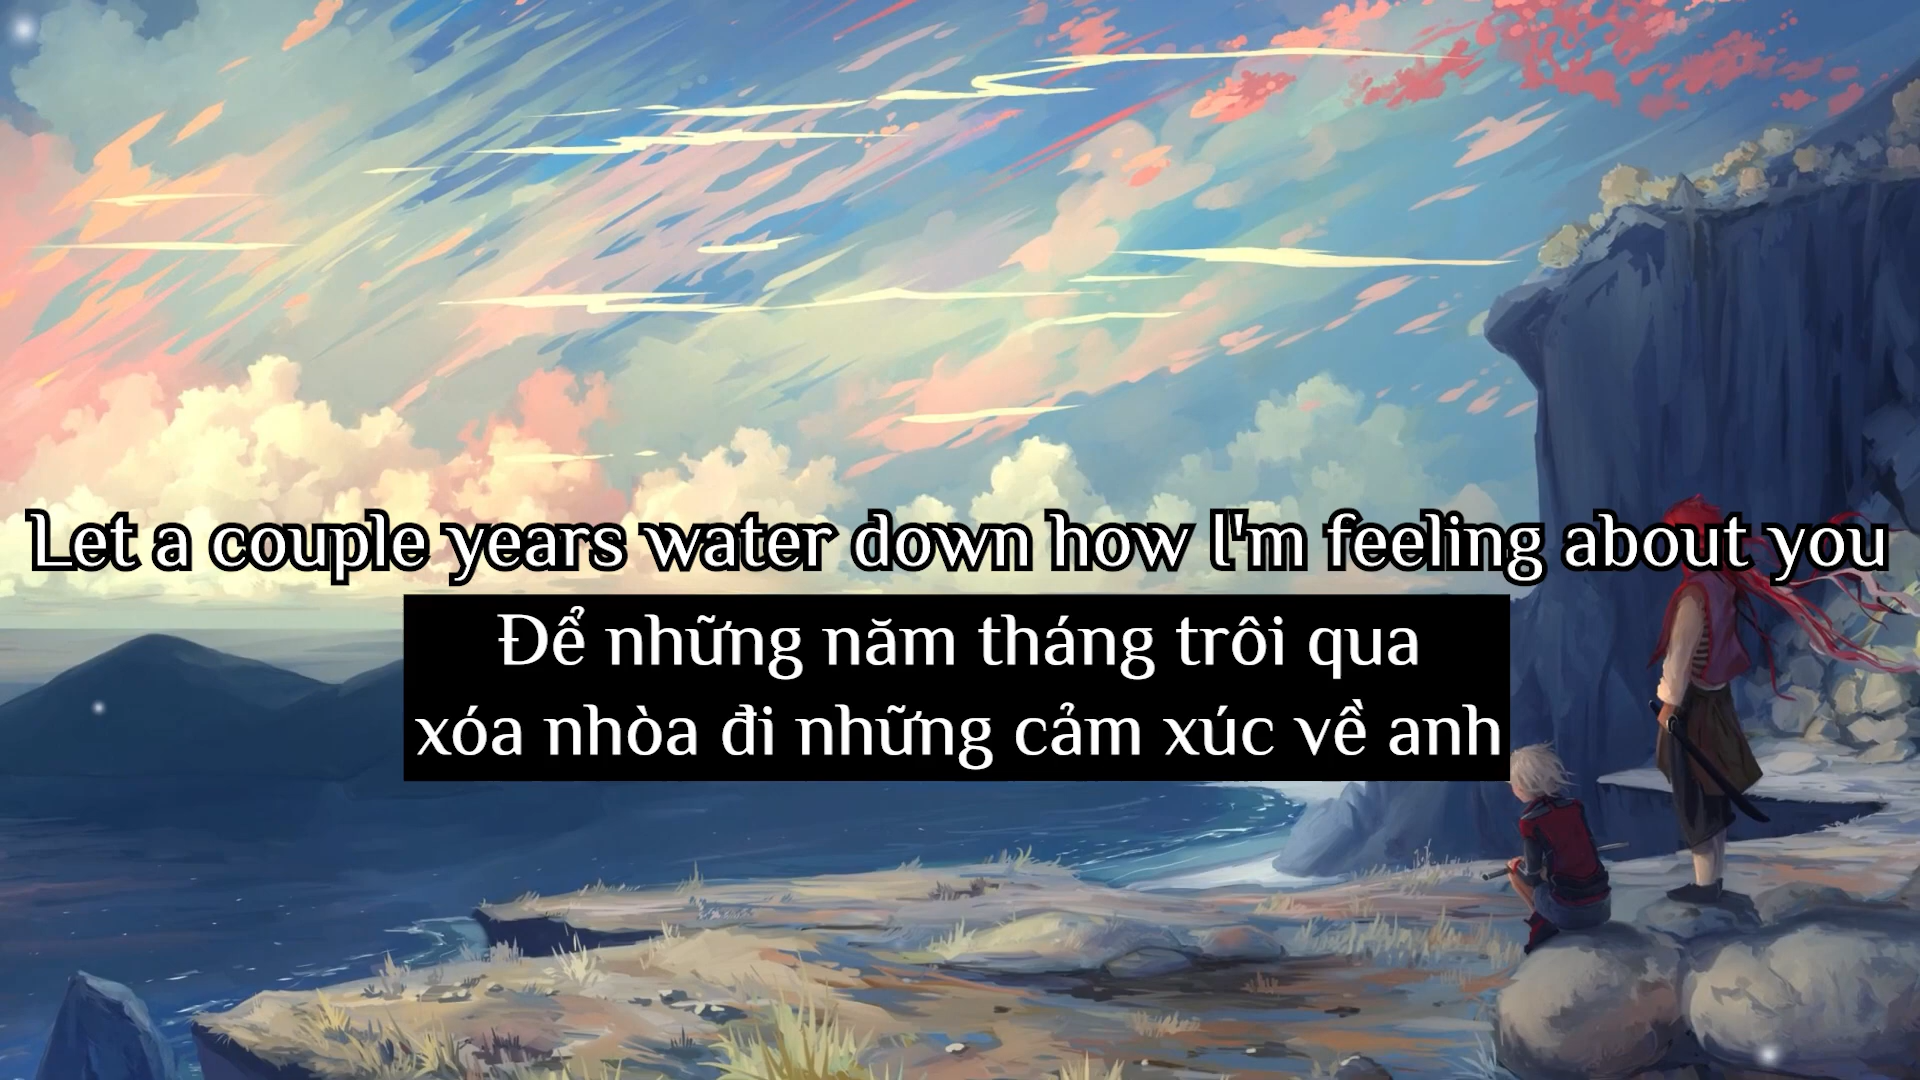 Let a couple years water down how I'm feeling about you
Để những năm tháng trôi qua
xóa nhòa đi những cảm xúc về anh